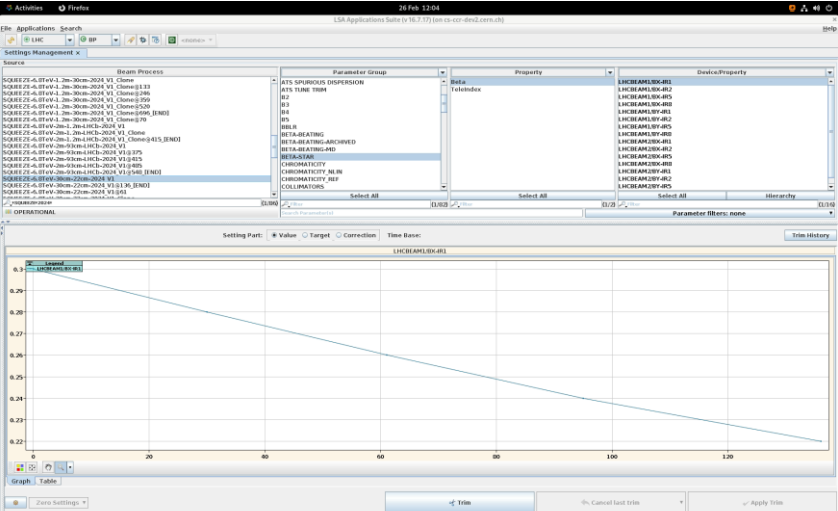 Activities Firefox 26 Feb 12:04
LSA Applications Suite (v 16.7.17) (on cs-ccr-dev2.cern.ch)
File Applications Search Help
LHC BP <none>
Settings Management ×
Source
Beam Process
SQUEEZE-6.8TeV-1.2m-30cm-2024_V1_Clone
SQUEEZE-6.8TeV-1.2m-30cm-2024_V1_Clone@133
SQUEEZE-6.8TeV-1.2m-30cm-2024_V1_Clone@246
SQUEEZE-6.8TeV-1.2m-30cm-2024_V1_Clone@359
SQUEEZE-6.8TeV-1.2m-30cm-2024_V1_Clone@520
SQUEEZE-6.8TeV-1.2m-30cm-2024_V1_Clone@696_[END]
SQUEEZE-6.8TeV-1.2m-30cm-2024_V1_Clone@70
SQUEEZE-6.8TeV-2m-1.2m-LHCb-2024_V1
SQUEEZE-6.8TeV-2m-1.2m-LHCb-2024_V1_Clone
SQUEEZE-6.8TeV-2m-1.2m-LHCb-2024_V1_Clone@415_[END]
SQUEEZE-6.8TeV-2m-93cm-LHCb-2024_V1
SQUEEZE-6.8TeV-2m-93cm-LHCb-2024_V1@375
SQUEEZE-6.8TeV-2m-93cm-LHCb-2024_V1@415
SQUEEZE-6.8TeV-2m-93cm-LHCb-2024_V1@485
SQUEEZE-6.8TeV-2m-93cm-LHCb-2024_V1@548_[END]
SQUEEZE-6.8TeV-30cm-22cm-2024_V1
SQUEEZE-6.8TeV-30cm-22cm-2024_V1@136_[END]
SQUEEZE-6.8TeV-30cm-22cm-2024_V1@61
OPERATIONAL
Parameter Group
ATS SPURIOUS DISPERSION
ATS TUNE TRIM
B2
B3
B4
B5
BBLR
BETA-BEATING
BETA-BEATING-ARCHIVED
BETA-BEATING-MD
BETA-STAR
CHROMATICITY
CHROMATICITY_NLIN
CHROMATICITY_REF
COLLIMATORS
Select All
Filter
Search Parameter(s)
Property
Beta
TeleIndex
Select All
Filter (1/2)
Device/Property
LHCBEAM1/BX-IR1
LHCBEAM1/BX-IR2
LHCBEAM1/BX-IR5
LHCBEAM1/BX-IR8
LHCBEAM1/BY-IR1
LHCBEAM1/BY-IR2
LHCBEAM1/BY-IR5
LHCBEAM1/BY-IR8
LHCBEAM2/BX-IR1
LHCBEAM2/BX-IR2
LHCBEAM2/BX-IR5
LHCBEAM2/BX-IR8
LHCBEAM2/BY-IR1
LHCBEAM2/BY-IR2
LHCBEAM2/BY-IR5
Select All Hierarchy
Filter (1/16)
Parameter filters: none
Setting Part: Value Target Correction Time Base: Trim History
LHCBEAM1/BX-IR1
Legend
LHCBEAM1/BX-IR1
0.3
0.29
0.28
0.27
0.26
0.25
0.24
0.23
0.22
0 20 40 60 80 100 120
Graph Table
Zero Settings Trim Cancel last trim Apply Trim